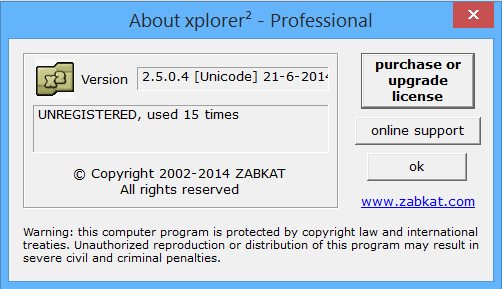 About xplorer² - Professional
x2
Version 2.5.0.4 [Unicode] 21-6-2014
UNREGISTERED, used 15 times
© Copyright 2002-2014 ZABKAT
All rights reserved
purchase or
upgrade
license
online support
ok
www.zabkat.com
Warning: this computer program is protected by copyright law and international
treaties. Unauthorized reproduction or distribution of this program may result in
severe civil and criminal penalties.